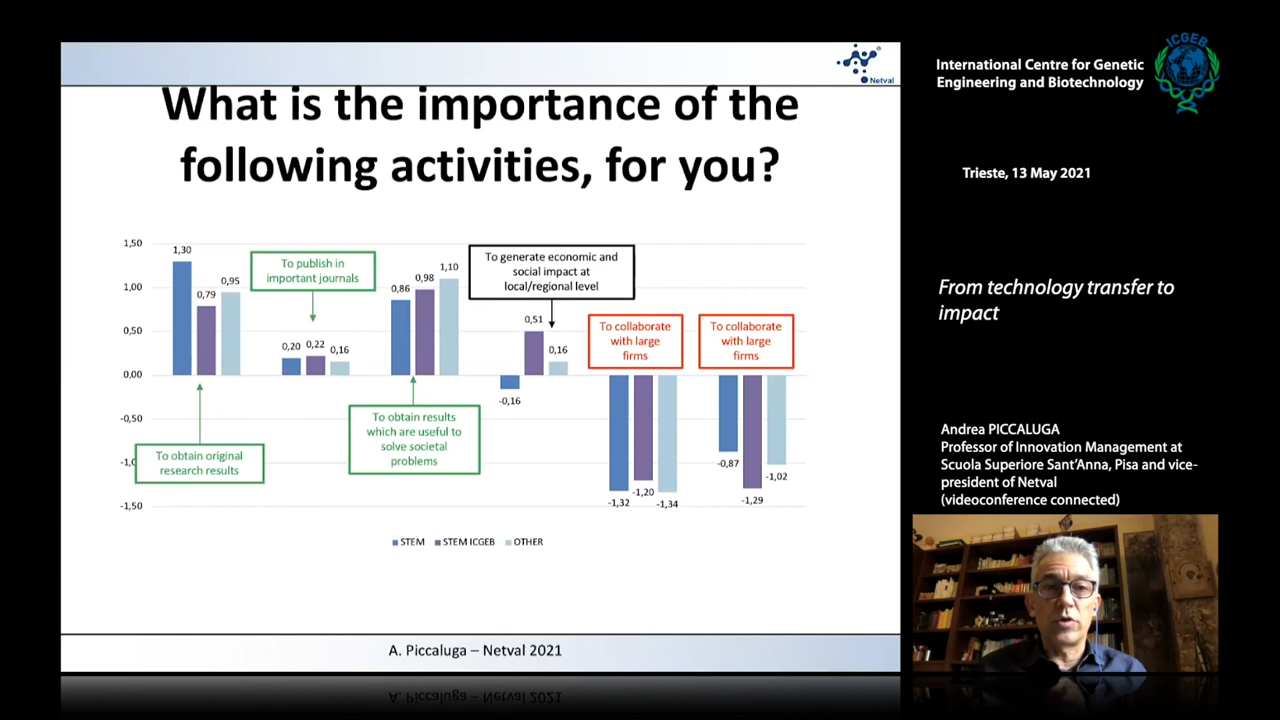 Netval
What is the importance of the
following activities, for you?
1,50
1,00
0,50
0,00
-0,50
-1,0
-1,50
1,30
0,79
0,95
To obtain original
research results
To publish in
important journals
0,20
0,22
0,16
0,86
0,98
1,10
To obtain results
which are useful to
solve societal
problems
To generate economic and
social impact at
local/regional level
-0,16
0,51
0,16
To collaborate
with large
firms
-1,32
-1,20
-1,34
To collaborate
with large
firms
-0,87
-1,29
-1,02
STEM
STEM ICGEB
OTHER
A. Piccaluga – Netval 2021
A. Piccaluga – Netval 2021
International Centre for Genetic
Engineering and Biotechnology
ICGEB
Trieste, 13 May 2021
From technology transfer to
impact
Andrea PICCALUGA
Professor of Innovation Management at
Scuola Superiore Sant’Anna, Pisa and vice-
president of Netval
(videoconference connected)